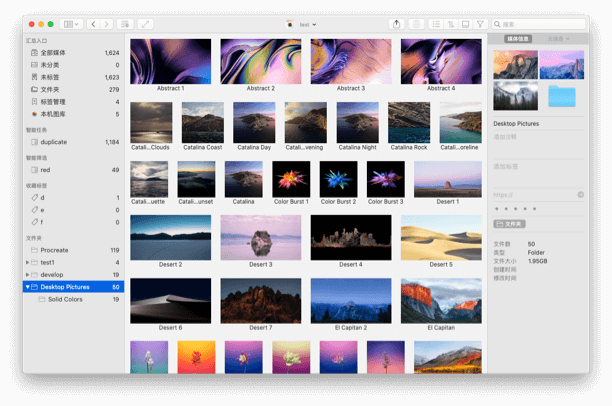 test
搜索
汇总入口
全部媒体 1,624
未分类 0
未标签 1,623
文件夹 279
标签管理 4
本机图库 5
智能任务
duplicate 1,184
智能筛选
red 49
收藏标签
d 1
e 0
f 0
文件夹
Procreate 119
test1 4
develop 19
Desktop Pictures 50
Solid Colors 19
Abstract 1
Abstract 2
Abstract 3
Abstract 4
Catali...Clouds
Catalina Coast
Catalina Day
Catali...vening
Catalina Night
Catalina Rock
Catali...oreline
Catali...uette
Catali...unset
Catalina
Color Burst 1
Color Burst 2
Color Burst 3
Desert 1
Desert 2
Desert 3
Desert 4
Desert 5
Desert 6
Desert 7
El Capitan 2
El Capitan
媒体信息
Desktop Pictures
添加注释
添加标签
https://
文件夹
文件数 50
类型 Folder
文件大小 1.95GB
创建时间
修改时间